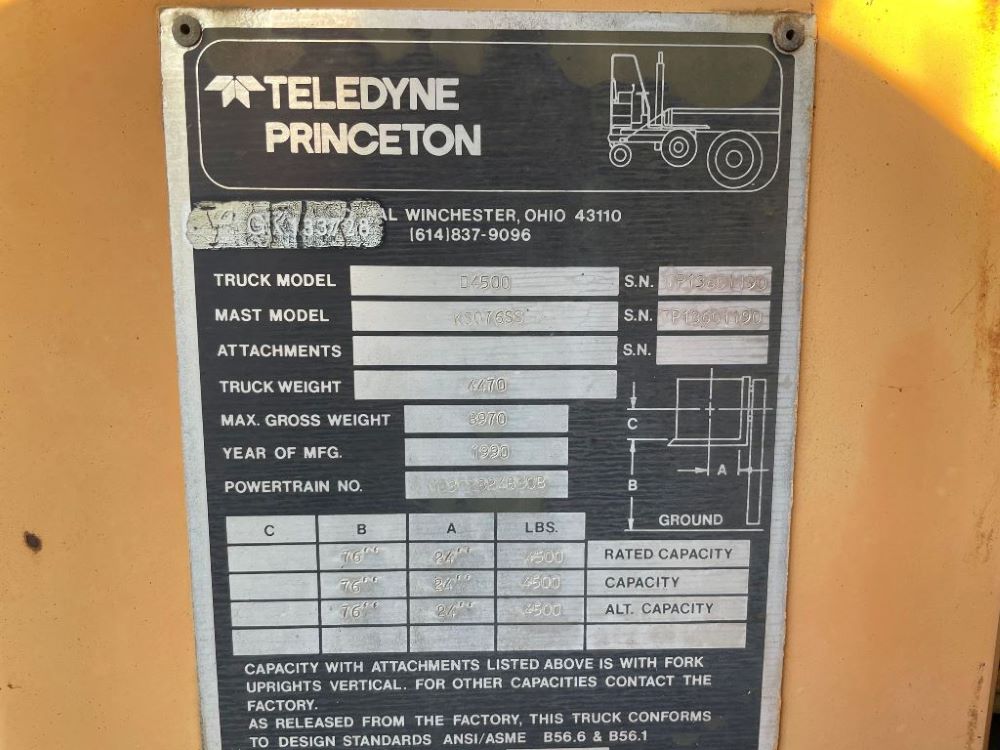 TELEDYNE
PRINCETON
AL WINCHESTER, OHIO 43110
(614)837-9096
TRUCK MODEL D4500 S.N. TP13601190
MAST MODEL K3076SS S.N. TP13601190
ATTACHMENTS S.N.
TRUCK WEIGHT 4470
MAX. GROSS WEIGHT 8970
YEAR OF MFG. 1990
POWERTRAIN NO.
C
A
B
GROUND
C B A LBS.
76" 24" 4500 RATED CAPACITY
76" 24" 4500 CAPACITY
76" 24" 4500 ALT. CAPACITY
CAPACITY WITH ATTACHMENTS LISTED ABOVE IS WITH FORK
UPRIGHTS VERTICAL. FOR OTHER CAPACITIES CONTACT THE
FACTORY.
AS RELEASED FROM THE FACTORY, THIS TRUCK CONFORMS
TO DESIGN STANDARDS ANSI/ASME B56.6 & B56.1